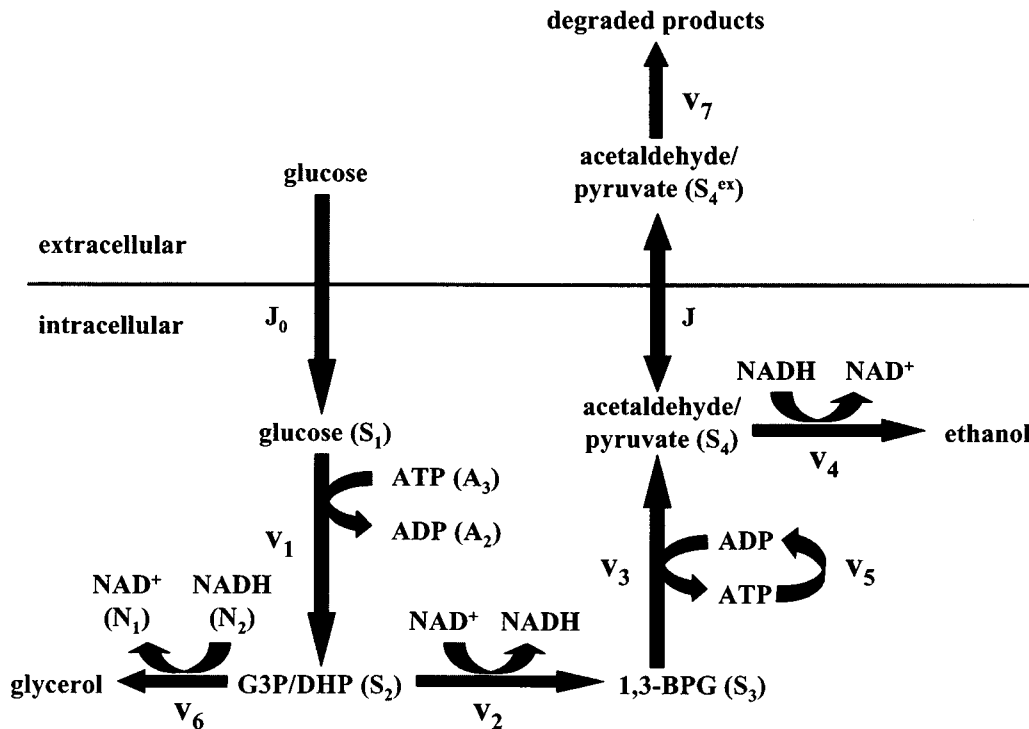 degraded products
v₇
acetaldehyde/
pyruvate (S₄ᵉˣ)
glucose
extracellular
intracellular
J₀
J
NADH NAD⁺
acetaldehyde/
pyruvate (S₄)
ethanol
v₄
glucose (S₁)
ATP (A₃)
ADP (A₂)
v₁
v₃
ADP
ATP
v₅
NAD⁺ NADH
(N₁) (N₂)
NAD⁺ NADH
glycerol
G3P/DHP (S₂)
1,3-BPG (S₃)
v₆
v₂